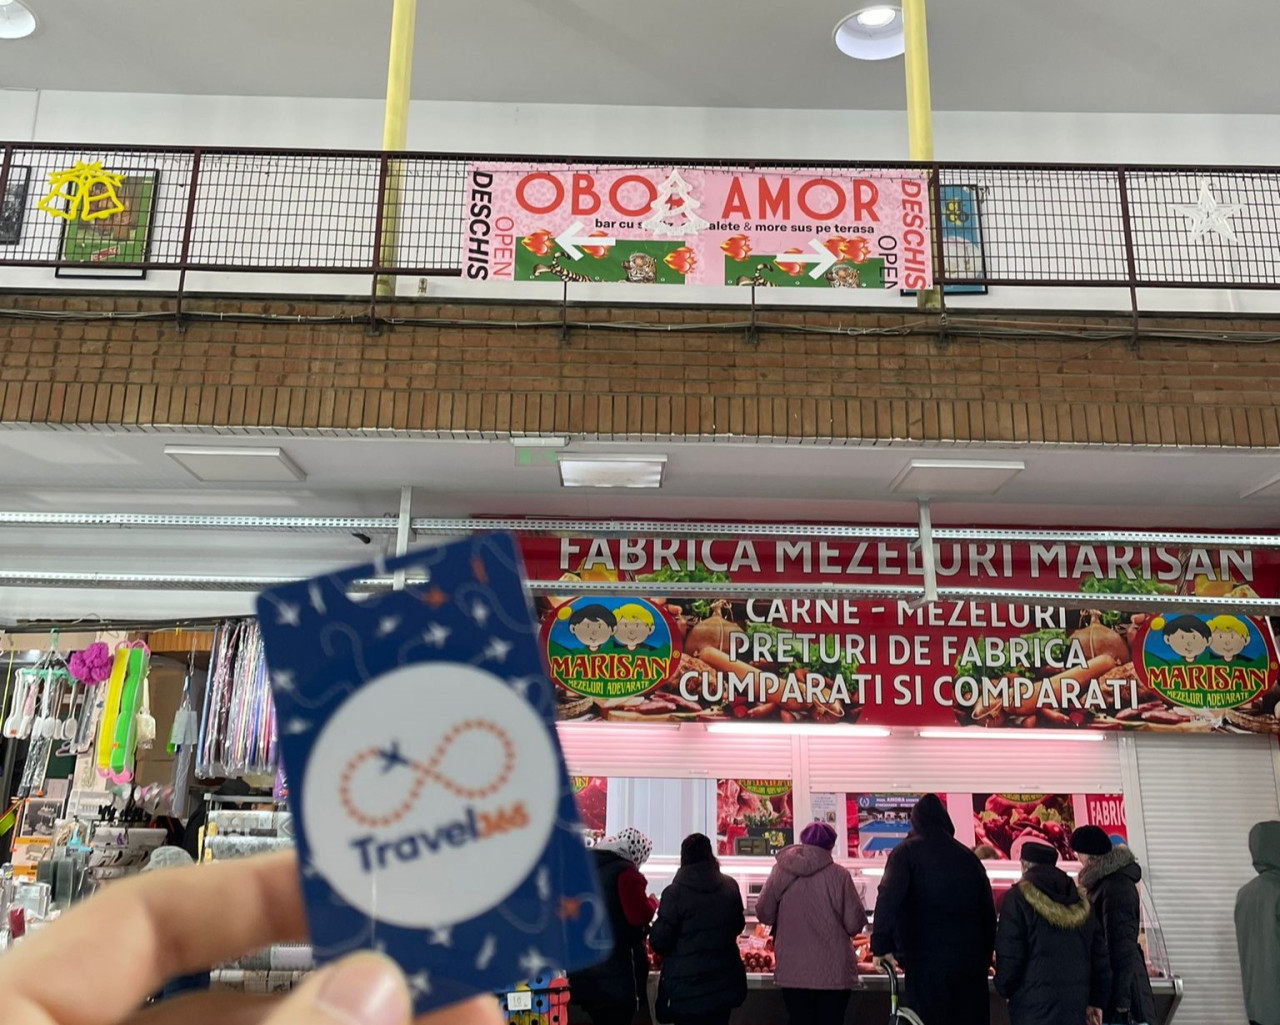 DESCHIS
OPEN
OBO AMOR
bar cu & more sus pe terasa
DESCHIS
OPEN
FABRICA MEZELURI MARISAN
CARNE - MEZELURI
PRETURI DE FABRICA
CUMPARATI SI COMPARATI
MARISAN
MEZELURI ADEVARATE
MARISAN
MEZELURI ADEVARATE
Travel365
FABRIC